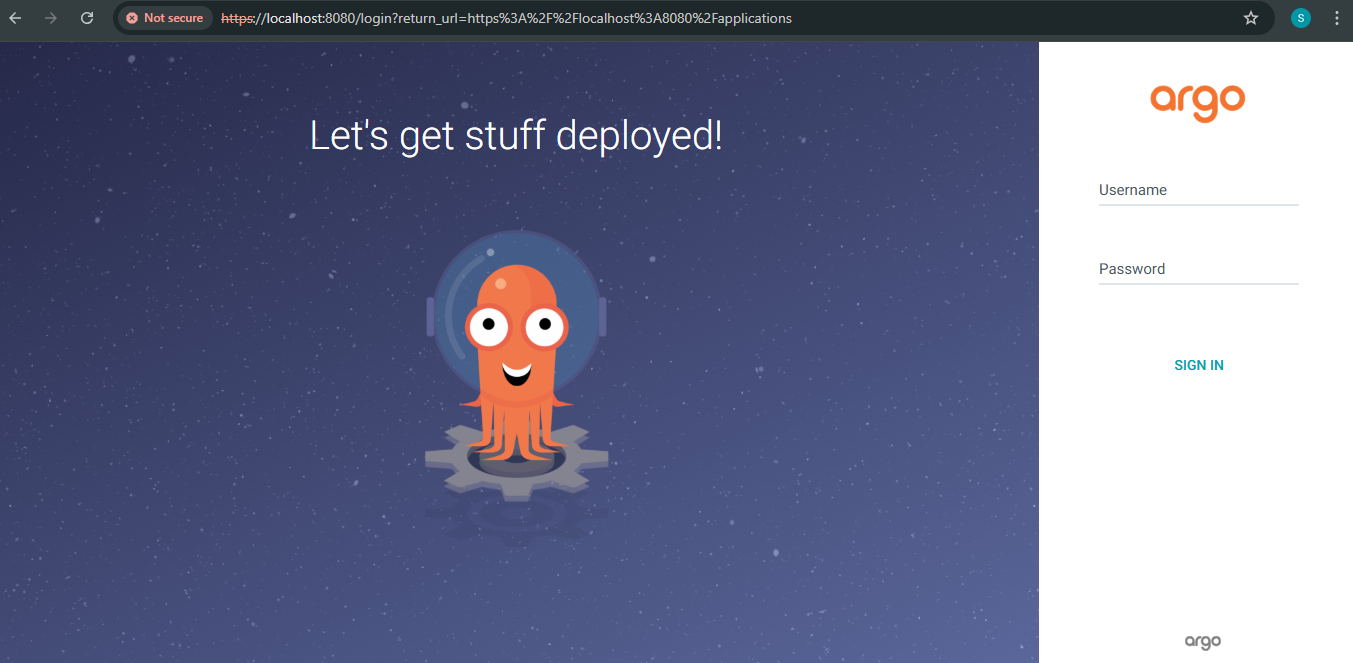 Not secure
https://localhost:8080/login?return_url=https%3A%2F%2Flocalhost%3A8080%2Fapplications
S
Let's get stuff deployed!
argo
Username
Password
SIGN IN
argo